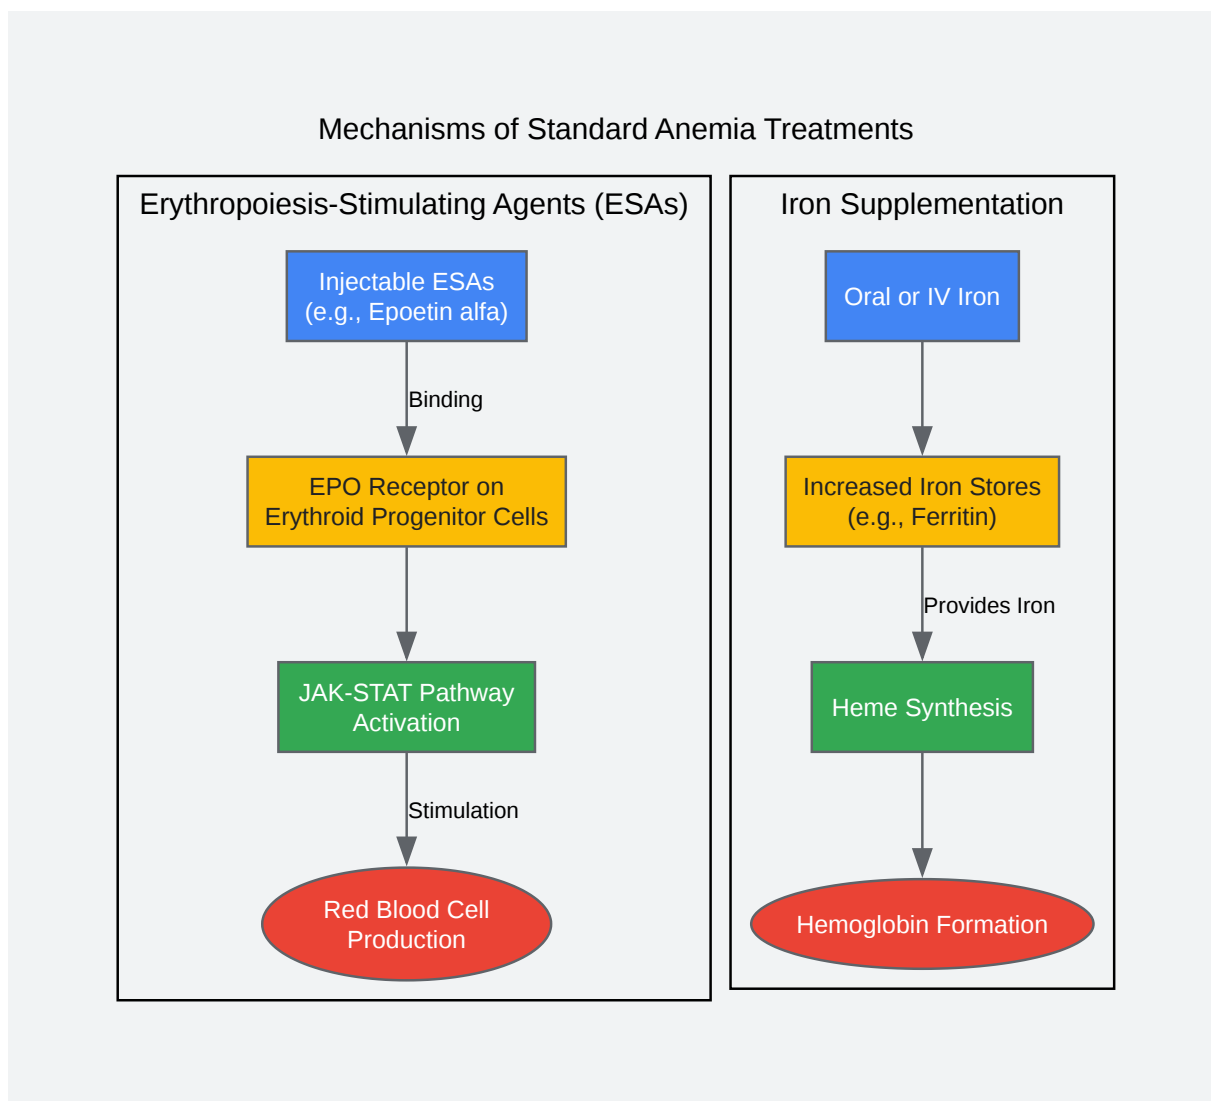 Mechanisms of Standard Anemia Treatments
Erythropoiesis-Stimulating Agents (ESAs)
Injectable ESAs
(e.g., Epoetin alfa)
Binding
EPO Receptor on
Erythroid Progenitor Cells
JAK-STAT Pathway
Activation
Stimulation
Red Blood Cell
Production
Iron Supplementation
Oral or IV Iron
Increased Iron Stores
(e.g., Ferritin)
Provides Iron
Heme Synthesis
Hemoglobin Formation